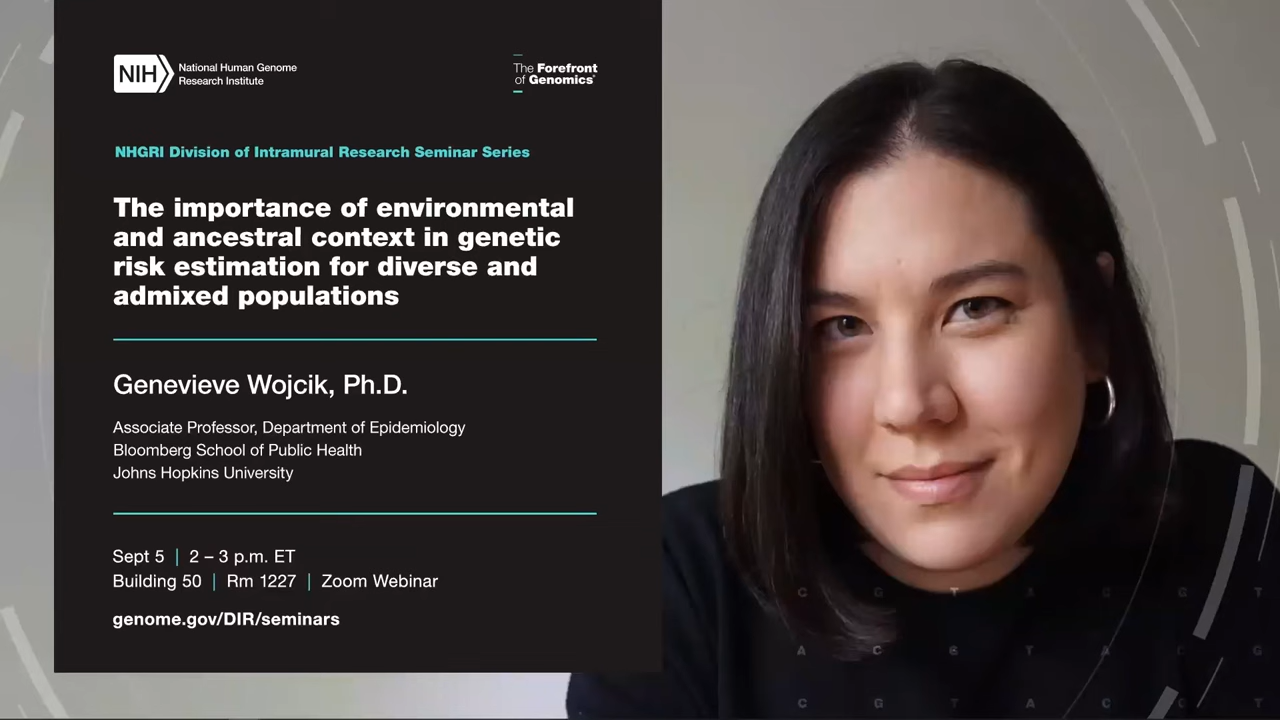 NIH National Human Genome
Research Institute
The Forefront
of Genomics®
NHGRI Division of Intramural Research Seminar Series
The importance of environmental
and ancestral context in genetic
risk estimation for diverse and
admixed populations
Genevieve Wojcik, Ph.D.
Associate Professor, Department of Epidemiology
Bloomberg School of Public Health
Johns Hopkins University
Sept 5 | 2 – 3 p.m. ET
Building 50 | Rm 1227 | Zoom Webinar
genome.gov/DIR/seminars
C G T A C G T
A C G T A C G
C G T A C G T